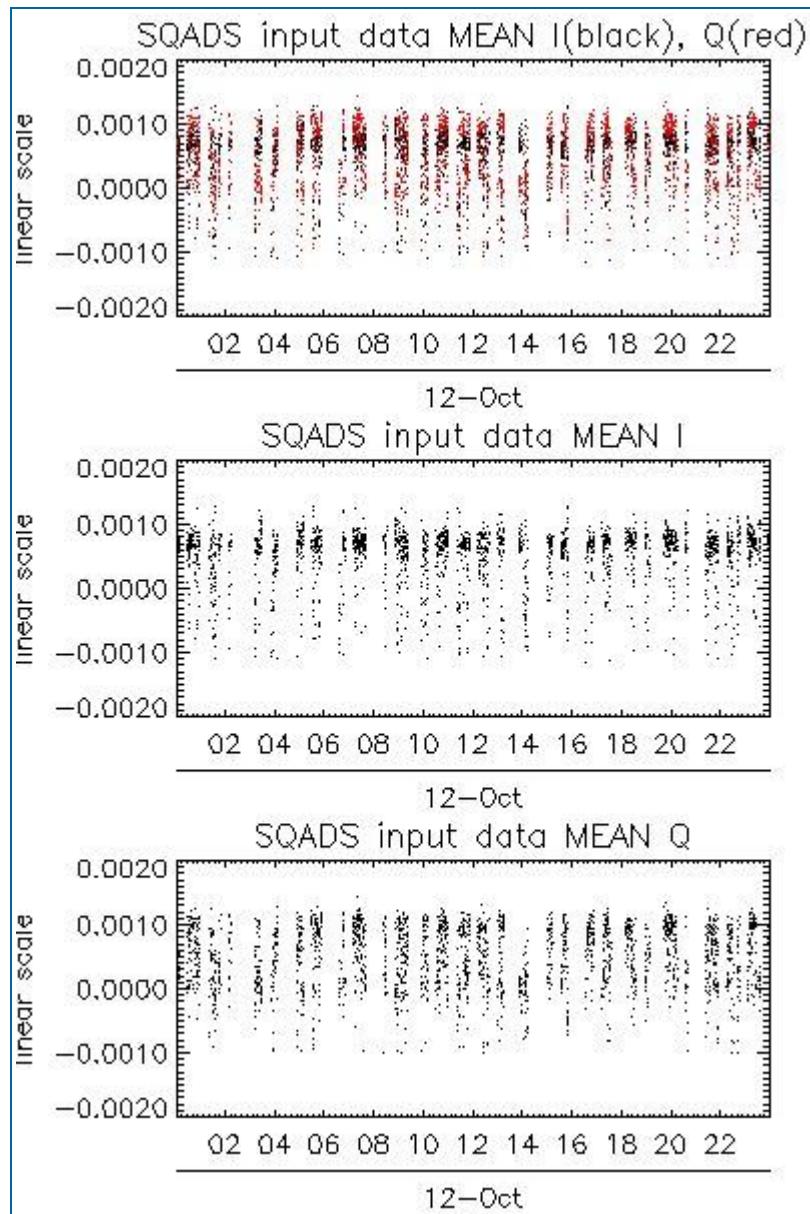 SQADS input data MEAN I(black), Q(red)
0.0020
0.0010
0.0000
−0.0010
−0.0020
linear scale
02 04 06 08 10 12 14 16 18 20 22
12−Oct
SQADS input data MEAN I
0.0020
0.0010
0.0000
−0.0010
−0.0020
linear scale
02 04 06 08 10 12 14 16 18 20 22
12−Oct
SQADS input data MEAN Q
0.0020
0.0010
0.0000
−0.0010
−0.0020
linear scale
02 04 06 08 10 12 14 16 18 20 22
12−Oct